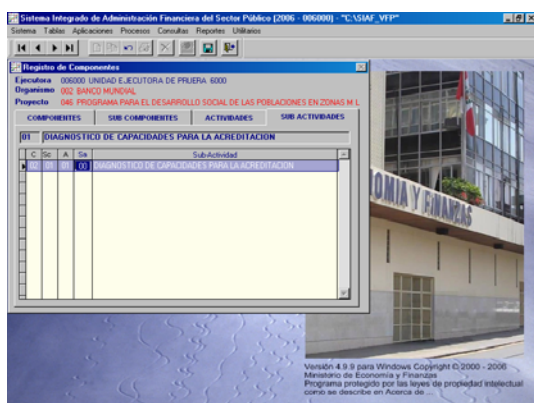 Sistema Integrado de Administración Financiera del Sector Público [2006 - 006000] - "C:\SIAF_VFP"
Sistema Tablas Aplicaciones Procesos Consultas Reportes Utilitarios
Registro de Componentes
Ejecutora 006000 UNIDAD EJECUTORA DE PRUEBA 6000
Organismo 002 BANCO MUNDIAL
Proyecto 046 PROGRAMA PARA EL DESARROLLO SOCIAL DE LAS POBLACIONES EN ZONAS M L
COMPONENTES SUB COMPONENTES ACTIVIDADES SUB ACTIVIDADES
01 DIAGNOSTICO DE CAPACIDADES PARA LA ACREDITACION
C Sc A Sa Sub-Actividad
02 01 01 00 DIAGNOSTICO DE CAPACIDADES PARA LA ACREDITACION
OMIA Y FINANZAS
Versión 4.9.9 para Windows Copyright © 2000 - 2006
Ministerio de Economía y Finanzas
Programa protegido por las leyes de propiedad intelectual
como se describe en Acerca de ...